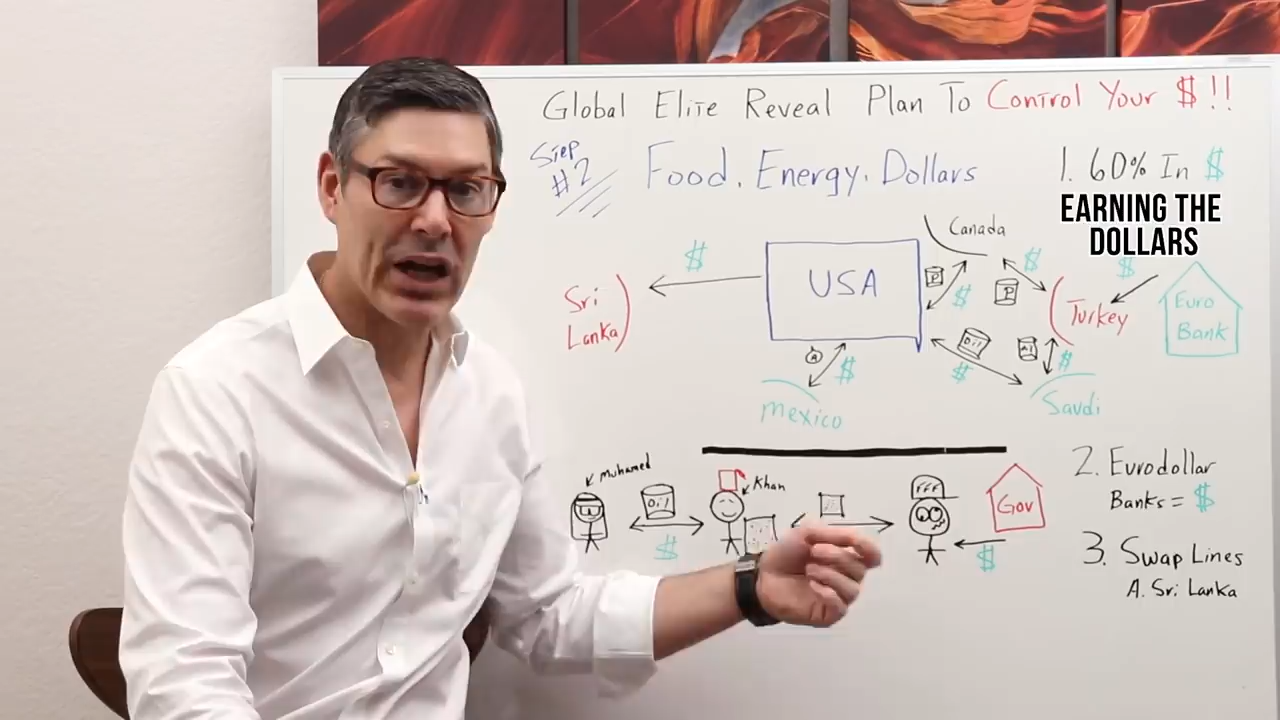 Global Elite Reveal Plan To Control Your $!!
Step
#2
Food, Energy, Dollars
1. 60% In $
EARNING THE
DOLLARS
Canada
$
USA
P
$
$
P
$
Sri
Lanka
Turkey
Euro
Bank
Oil
$
$
$
Mexico
Saudi
2. Eurodollar
Banks = $
Muhamed
Khan
Oil
$
rrr
Gov
$
3. Swap Lines
A. Sri Lanka